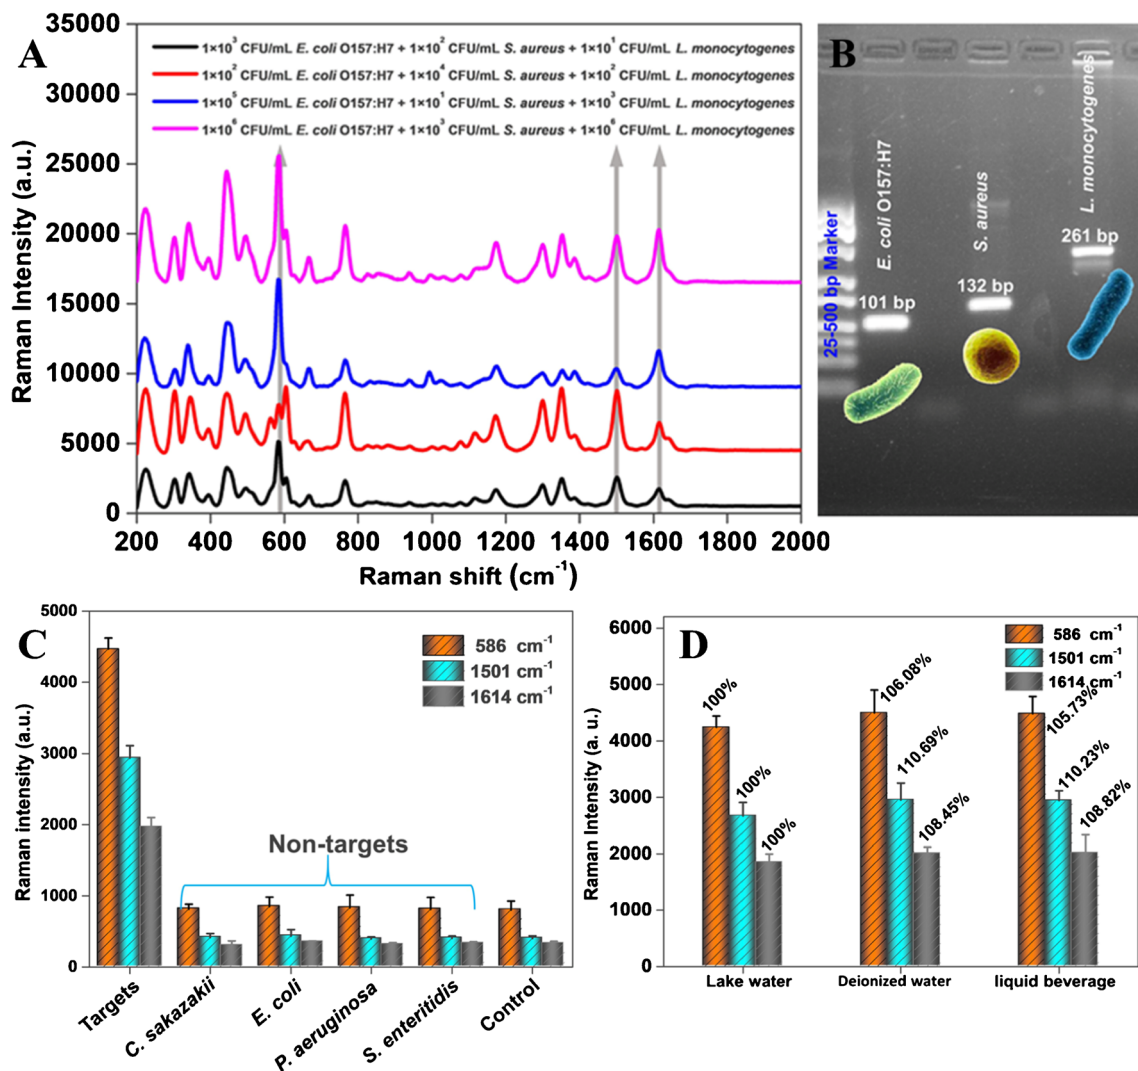 A
1×10³ CFU/mL E. coli O157:H7 + 1×10² CFU/mL S. aureus + 1×10¹ CFU/mL L. monocytogenes
1×10² CFU/mL E. coli O157:H7 + 1×10⁴ CFU/mL S. aureus + 1×10² CFU/mL L. monocytogenes
1×10⁵ CFU/mL E. coli O157:H7 + 1×10¹ CFU/mL S. aureus + 1×10³ CFU/mL L. monocytogenes
1×10⁶ CFU/mL E. coli O157:H7 + 1×10³ CFU/mL S. aureus + 1×10⁶ CFU/mL L. monocytogenes
Raman Intensity (a.u.)
35000
30000
25000
20000
15000
10000
5000
0
200 400 600 800 1000 1200 1400 1600 1800 2000
Raman shift (cm⁻¹)
B
25-500 bp Marker
E. coli O157:H7
101 bp
S. aureus
132 bp
L. monocytogenes
261 bp
C
586 cm⁻¹
1501 cm⁻¹
1614 cm⁻¹
Raman intensity (a.u.)
5000
4000
3000
2000
1000
0
Non-targets
Targets
C. sakazakii
E. coli
P. aeruginosa
S. enteritidis
Control
D
586 cm⁻¹
1501 cm⁻¹
1614 cm⁻¹
Raman Intensity (a. u.)
6000
5000
4000
3000
2000
1000
0
100%
100%
100%
106.08%
110.69%
108.45%
105.73%
110.23%
108.82%
Lake water
Deionized water
liquid beverage